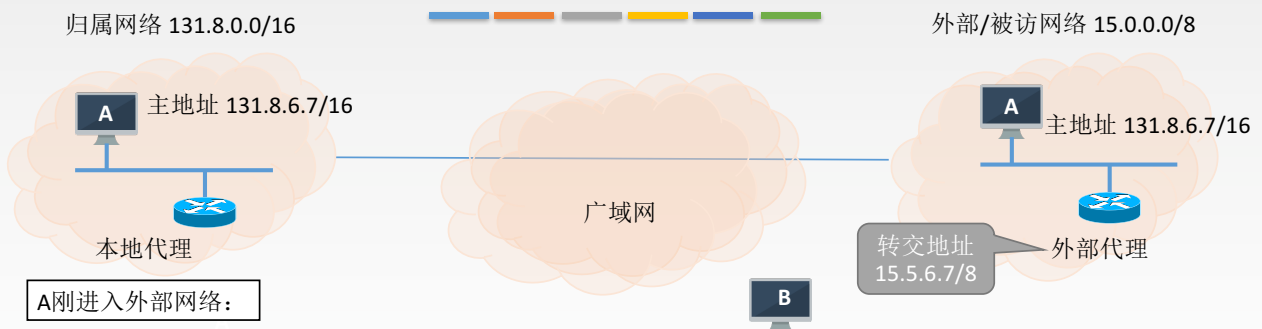 归属网络 131.8.0.0/16
外部/被访网络 15.0.0.0/8
A
主地址 131.8.6.7/16
A
主地址 131.8.6.7/16
广域网
本地代理
转交地址
15.5.6.7/8
外部代理
A刚进入外部网络：
B